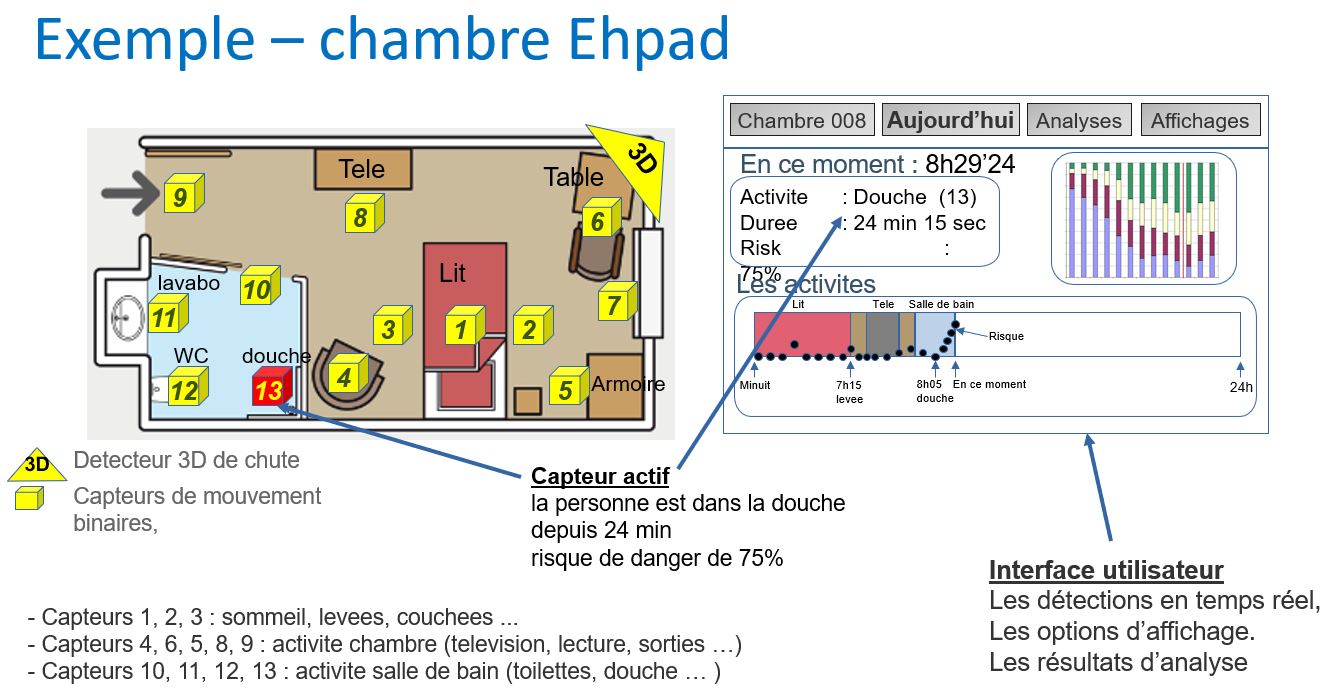 Exemple – chambre Ehpad
3D
Tele
Table
9
8
6
Lit
lavabo
10
11
7
3
1
2
WC
douche
4
12
13
5
Armoire
Chambre 008
Aujourd’hui
Analyses
Affichages
En ce moment : 8h29’24
Activite : Douche (13)
Duree : 24 min 15 sec
Risk :
75%
Les activites
Lit
Tele
Salle de bain
Risque
Minuit
7h15
levee
8h05
douche
En ce moment
24h
3D
Detecteur 3D de chute
Capteurs de mouvement
binaires,
Capteur actif
la personne est dans la douche
depuis 24 min
risque de danger de 75%
Interface utilisateur
Les détections en temps réel,
Les options d’affichage.
Les résultats d’analyse
- Capteurs 1, 2, 3 : sommeil, levees, couchees ...
- Capteurs 4, 6, 5, 8, 9 : activite chambre (television, lecture, sorties …)
- Capteurs 10, 11, 12, 13 : activite salle de bain (toilettes, douche … )